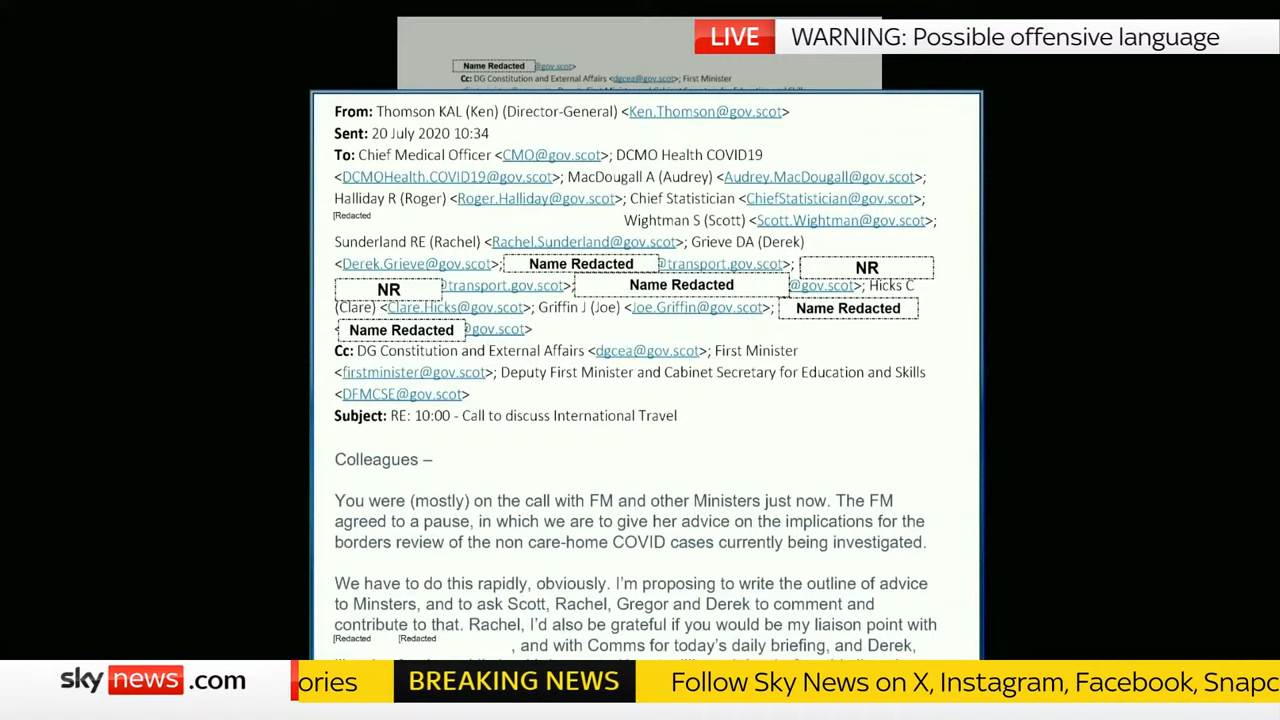 LIVE WARNING: Possible offensive language
Name Redacted @gov.scot>
Cc: DG Constitution and External Affairs <dgcea@gov.scot>; First Minister
From: Thomson KAL (Ken) (Director-General) <Ken.Thomson@gov.scot>
Sent: 20 July 2020 10:34
To: Chief Medical Officer <CMO@gov.scot>; DCMO Health COVID19
<DCMOHealth.COVID19@gov.scot>; MacDougall A (Audrey) <Audrey.MacDougall@gov.scot>;
Halliday R (Roger) <Roger.Halliday@gov.scot>; Chief Statistician <ChiefStatistician@gov.scot>;
[Redacted Wightman S (Scott) <Scott.Wightman@gov.scot>;
Sunderland RE (Rachel) <Rachel.Sunderland@gov.scot>; Grieve DA (Derek)
<Derek.Grieve@gov.scot>; Name Redacted @transport.gov.scot>; NR
NR transport.gov.scot>; Name Redacted @gov.scot>; Hicks C
(Clare) <Clare.Hicks@gov.scot>; Griffin J (Joe) <Joe.Griffin@gov.scot>; Name Redacted
< Name Redacted @gov.scot>
Cc: DG Constitution and External Affairs <dgcea@gov.scot>; First Minister
<firstminister@gov.scot>; Deputy First Minister and Cabinet Secretary for Education and Skills
<DFMCSE@gov.scot>
Subject: RE: 10:00 - Call to discuss International Travel
Colleagues –
You were (mostly) on the call with FM and other Ministers just now. The FM
agreed to a pause, in which we are to give her advice on the implications for the
borders review of the non care-home COVID cases currently being investigated.
We have to do this rapidly, obviously. I'm proposing to write the outline of advice
to Minsters, and to ask Scott, Rachel, Gregor and Derek to comment and
contribute to that. Rachel, I'd also be grateful if you would be my liaison point with
[Redacted [Redacted , and with Comms for today's daily briefing, and Derek,
sky news.com ories BREAKING NEWS Follow Sky News on X, Instagram, Facebook, Snapc